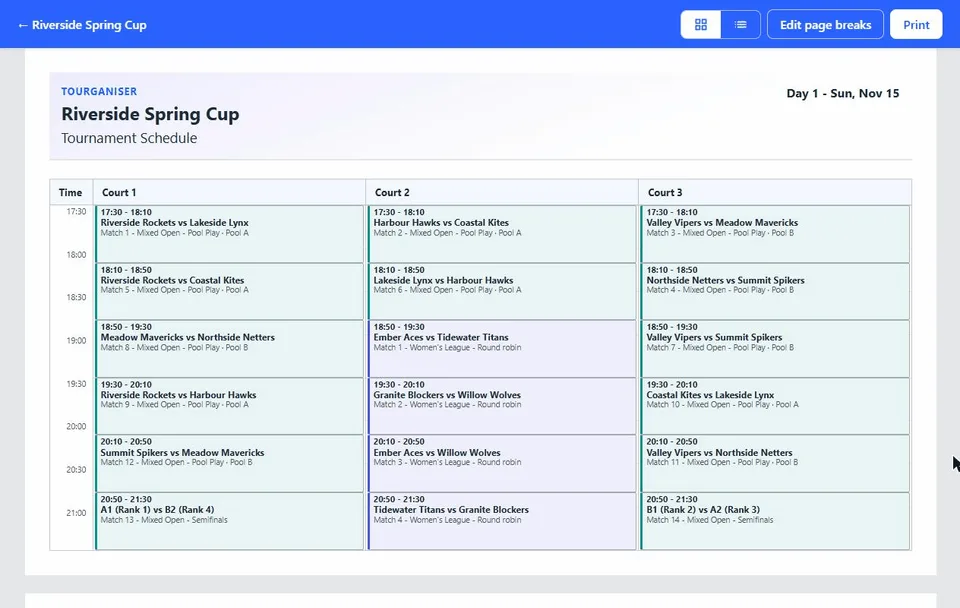 ← Riverside Spring Cup
Edit page breaks
Print
TOURGANISER
Riverside Spring Cup
Tournament Schedule
Day 1 - Sun, Nov 15
Time
Court 1
Court 2
Court 3
17:30
17:30 - 18:10
Riverside Rockets vs Lakeside Lynx
Match 1 - Mixed Open - Pool Play · Pool A
17:30 - 18:10
Harbour Hawks vs Coastal Kites
Match 2 - Mixed Open - Pool Play · Pool A
17:30 - 18:10
Valley Vipers vs Meadow Mavericks
Match 3 - Mixed Open - Pool Play · Pool B
18:00
18:10 - 18:50
Riverside Rockets vs Coastal Kites
Match 5 - Mixed Open - Pool Play · Pool A
18:10 - 18:50
Lakeside Lynx vs Harbour Hawks
Match 6 - Mixed Open - Pool Play · Pool A
18:10 - 18:50
Northside Netters vs Summit Spikers
Match 4 - Mixed Open - Pool Play · Pool B
18:30
18:50 - 19:30
Meadow Mavericks vs Northside Netters
Match 8 - Mixed Open - Pool Play · Pool B
18:50 - 19:30
Ember Aces vs Tidewater Titans
Match 1 - Women's League - Round robin
18:50 - 19:30
Valley Vipers vs Summit Spikers
Match 7 - Mixed Open - Pool Play · Pool B
19:00
19:30
19:30 - 20:10
Riverside Rockets vs Harbour Hawks
Match 9 - Mixed Open - Pool Play · Pool A
19:30 - 20:10
Granite Blockers vs Willow Wolves
Match 2 - Women's League - Round robin
19:30 - 20:10
Coastal Kites vs Lakeside Lynx
Match 10 - Mixed Open - Pool Play · Pool A
20:00
20:10 - 20:50
Summit Spikers vs Meadow Mavericks
Match 12 - Mixed Open - Pool Play · Pool B
20:10 - 20:50
Ember Aces vs Willow Wolves
Match 3 - Women's League - Round robin
20:10 - 20:50
Valley Vipers vs Northside Netters
Match 11 - Mixed Open - Pool Play · Pool B
20:30
20:50 - 21:30
A1 (Rank 1) vs B2 (Rank 4)
Match 13 - Mixed Open - Semifinals
20:50 - 21:30
Tidewater Titans vs Granite Blockers
Match 4 - Women's League - Round robin
20:50 - 21:30
B1 (Rank 2) vs A2 (Rank 3)
Match 14 - Mixed Open - Semifinals
21:00